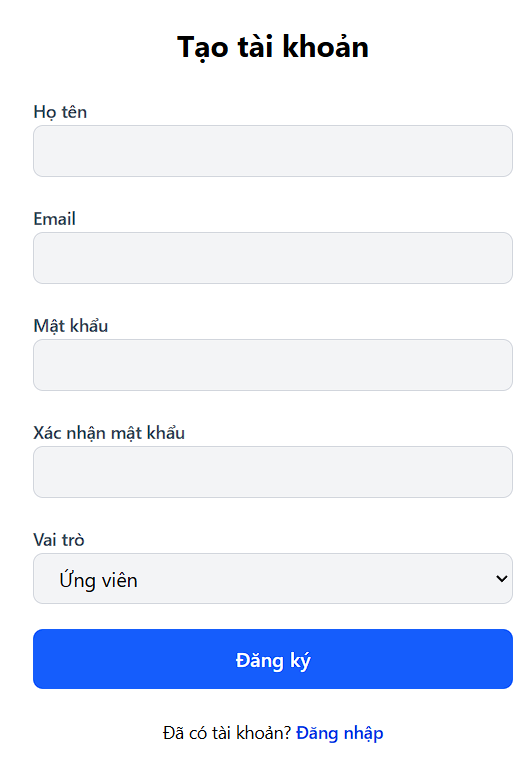 Tạo tài khoản
Họ tên
Email
Mật khẩu
Xác nhận mật khẩu
Vai trò
Ứng viên
Đăng ký
Đã có tài khoản? Đăng nhập